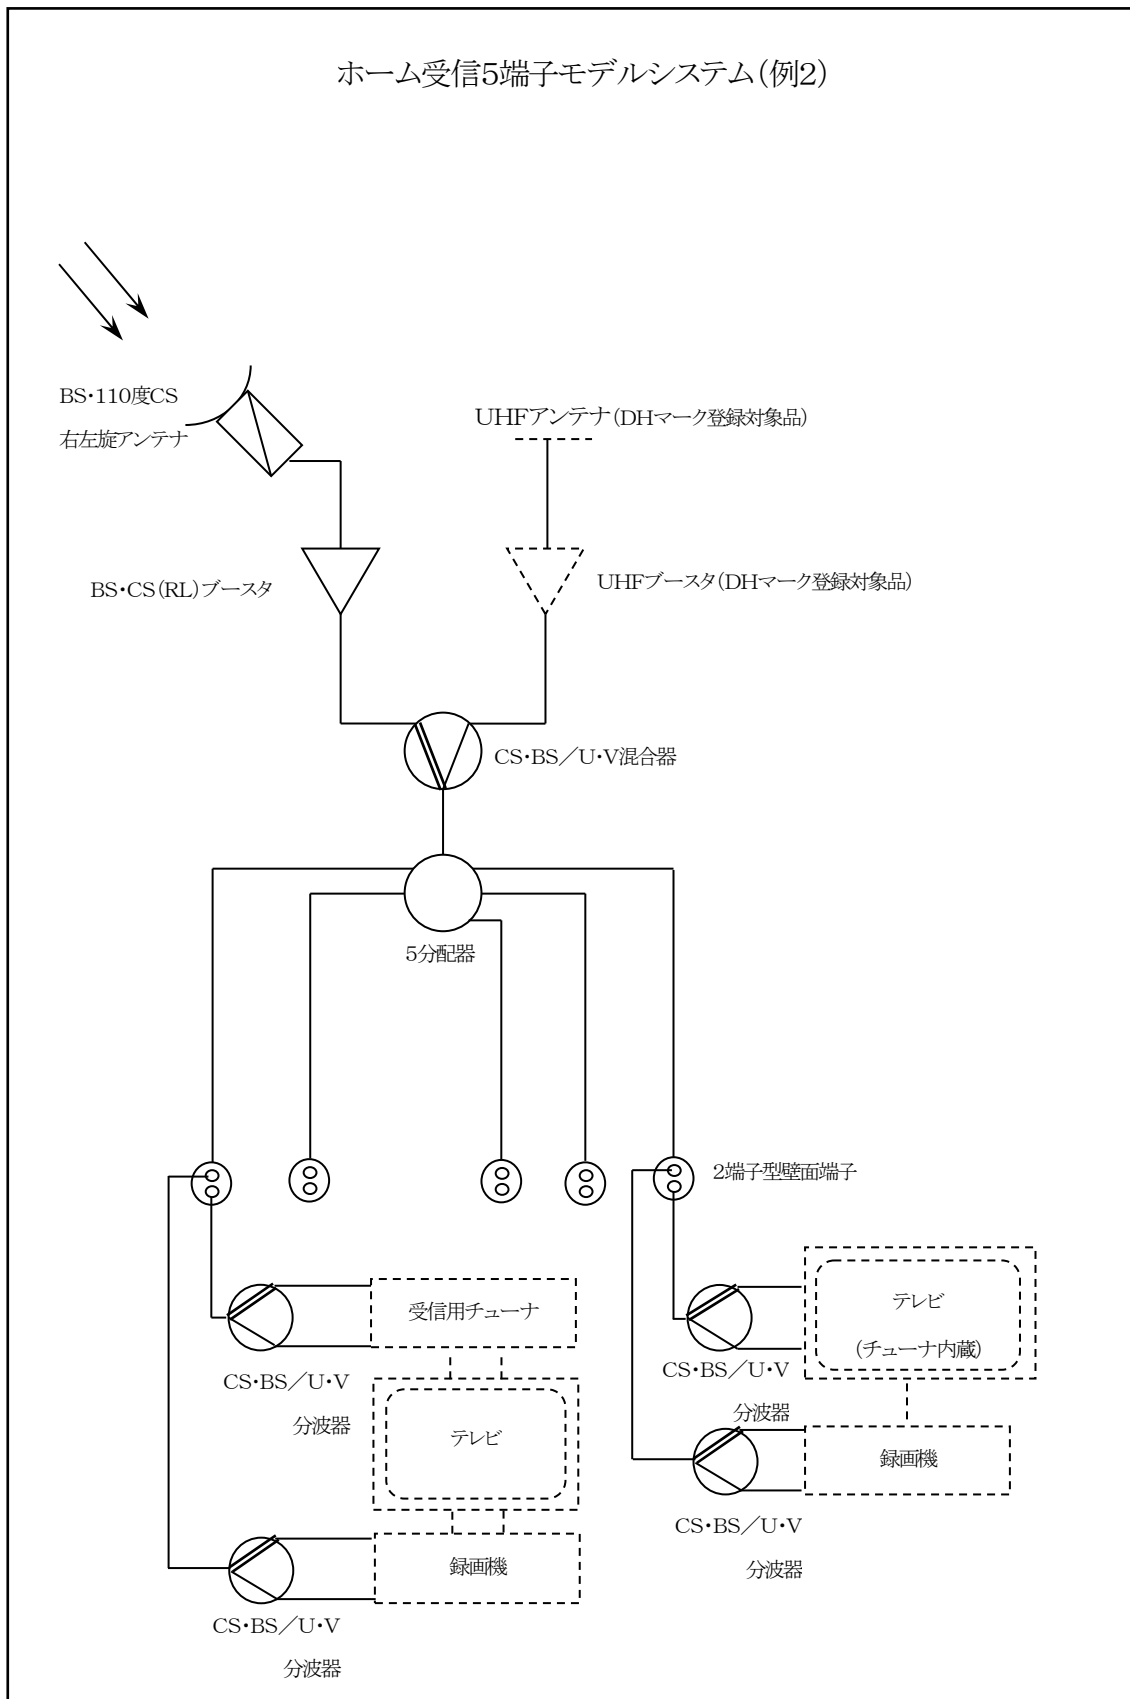 ホーム受信5端子モデルシステム(例2)
BS・110度CS
右左旋アンテナ
UHFアンテナ(DHマーク登録対象品)
BS・CS(RL)ブースタ
UHFブースタ(DHマーク登録対象品)
CS・BS/U・V混合器
5分配器
2端子型壁面端子
受信用チューナ
テレビ
(チューナ内蔵)
CS・BS/U・V
分波器
CS・BS/U・V
分波器
テレビ
録画機
CS・BS/U・V
分波器
録画機
CS・BS/U・V
分波器